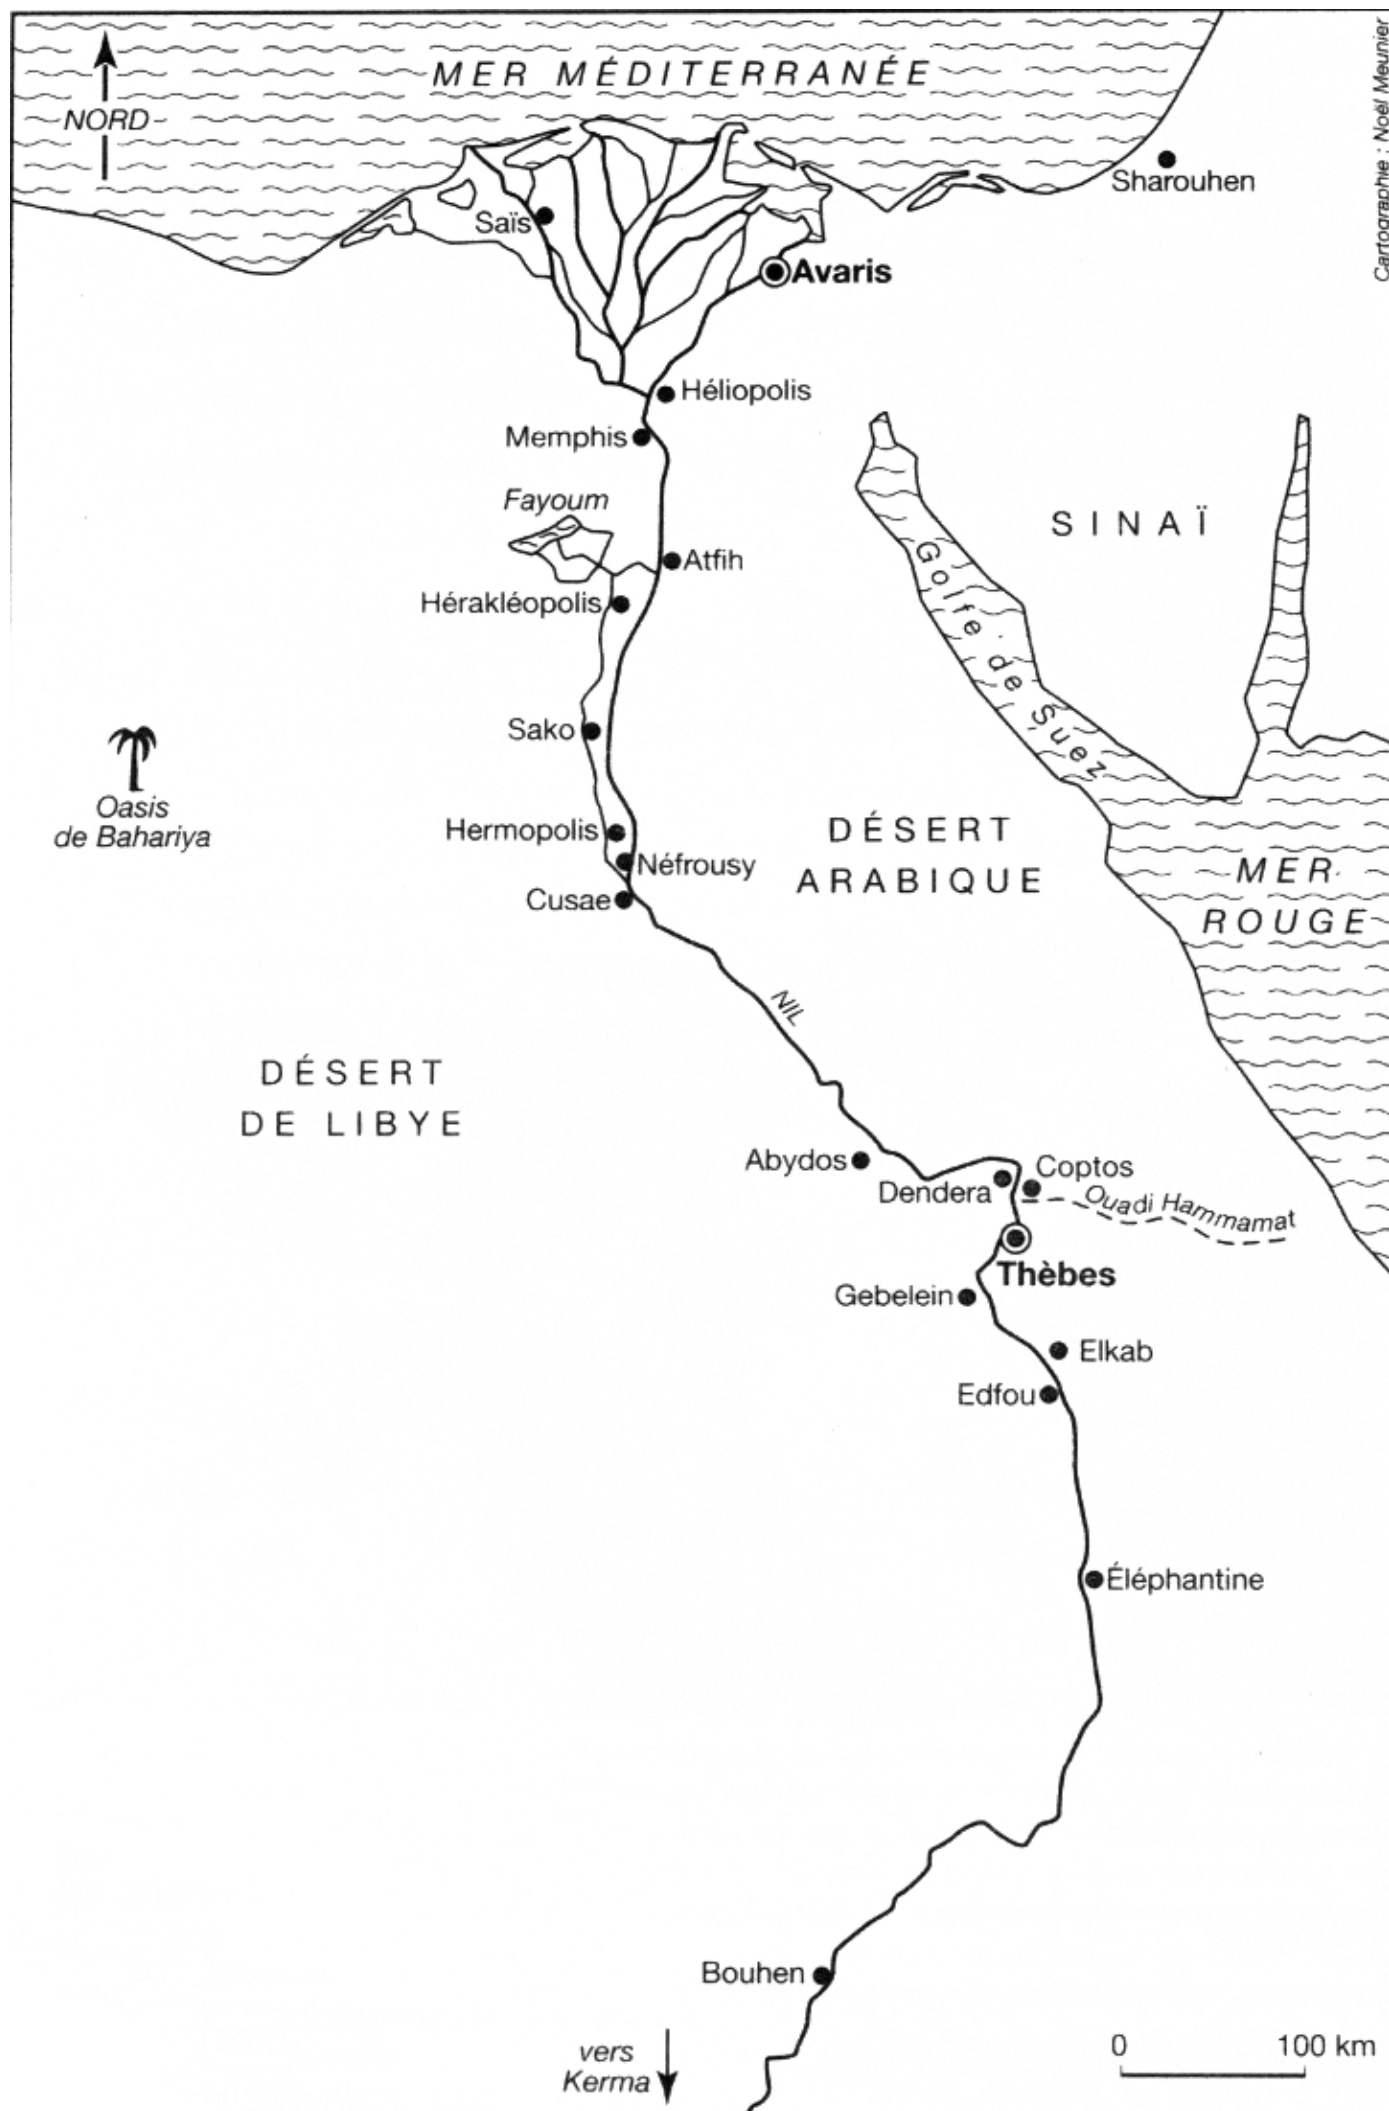 Cartographie : Noël Meunier
MER MÉDITERRANÉE
NORD
Sharouhen
Saïs
Avaris
Héliopolis
Memphis
Fayoum
SINAÏ
Atfih
Golfe de Suez
Hérakléopolis
Sako
Oasis
de Bahariya
Hermopolis
DÉSERT
ARABIQUE
Néfrousy
MER
ROUGE
Cusae
NIL
DÉSERT
DE LIBYE
Abydos
Coptos
Dendera
Ouadi Hammamat
Thèbes
Gebelein
Elkab
Edfou
Éléphantine
Bouhen
vers
Kerma
0 100 km